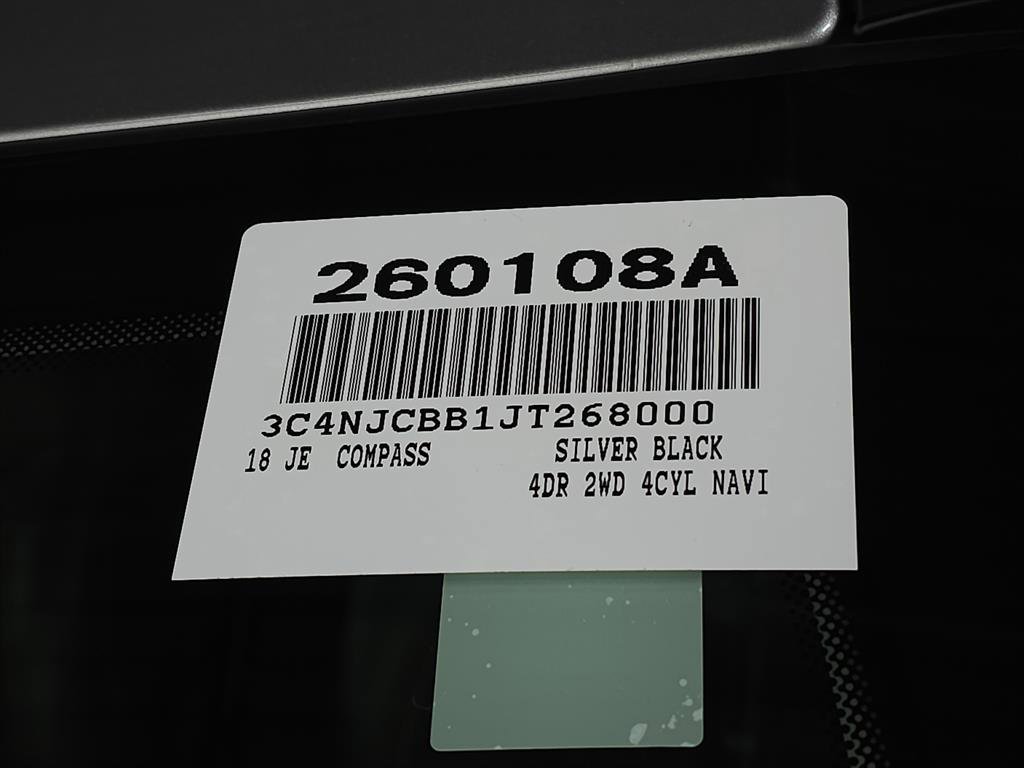 260108A
3C4NJCBB1JT268000
18 JE COMPASS SILVER BLACK
4DR 2WD 4CYL NAVI